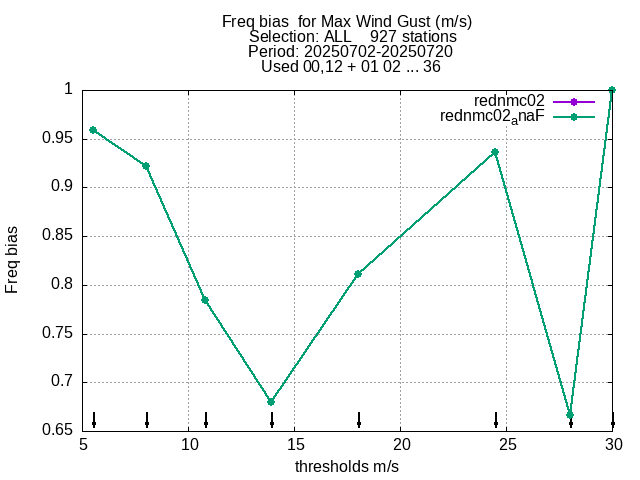 Freq bias  for Max Wind Gust (m/s)
Selection: ALL    927 stations
Period: 20250702-20250720
Used 00,12 + 01 02 ... 36
rednmc02
rednmc02anaF
1
0.95
0.9
0.85
0.8
0.75
0.7
0.65
Freq bias
5 10 15 20 25 30
thresholds m/s